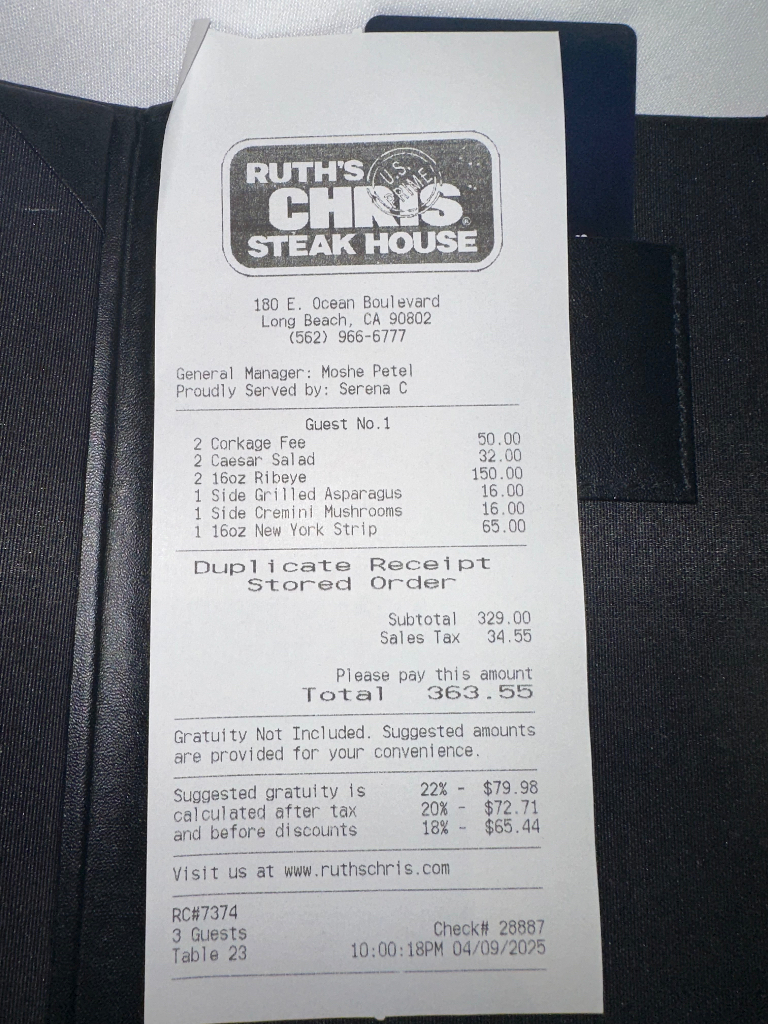 RUTH'S
U.S.
PRIME
CHRIS
®
STEAK HOUSE
180 E. Ocean Boulevard
Long Beach, CA 90802
(562) 966-6777
General Manager: Moshe Petel
Proudly Served by: Serena C
Guest No.1
2 Corkage Fee 50.00
2 Caesar Salad 32.00
2 16oz Ribeye 150.00
1 Side Grilled Asparagus 16.00
1 Side Cremini Mushrooms 16.00
1 16oz New York Strip 65.00
Duplicate Receipt
Stored Order
Subtotal 329.00
Sales Tax 34.55
Please pay this amount
Total 363.55
Gratuity Not Included. Suggested amounts
are provided for your convenience.
Suggested gratuity is 22% - $79.98
calculated after tax 20% - $72.71
and before discounts 18% - $65.44
Visit us at www.ruthschris.com
RC#7374
3 Guests Check# 28887
Table 23 10:00:18PM 04/09/2025